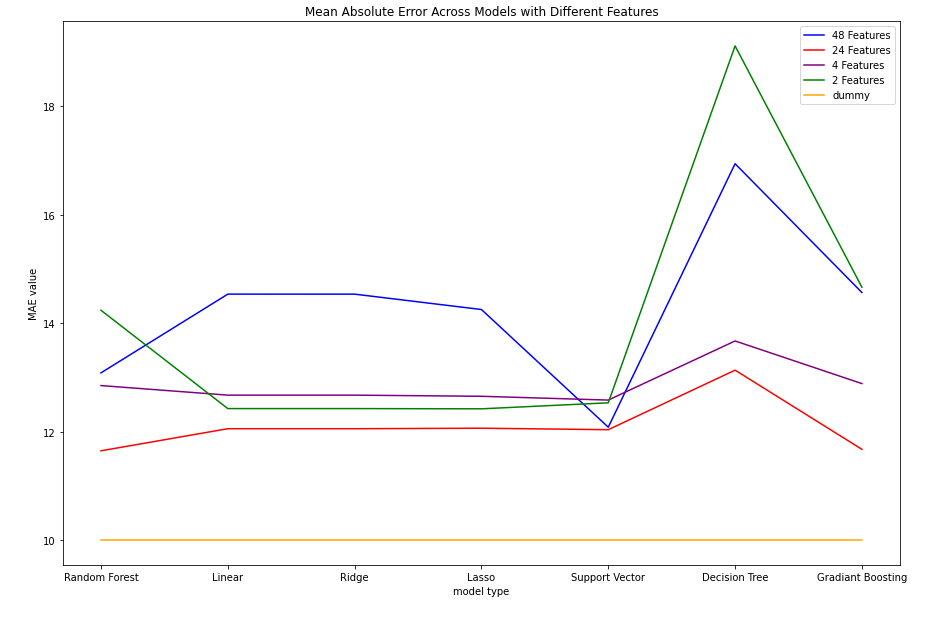 Mean Absolute Error Across Models with Different Features
48 Features
24 Features
4 Features
2 Features
dummy
MAE value
18
16
14
12
10
Random Forest Linear Ridge Lasso Support Vector Decision Tree Gradiant Boosting
model type